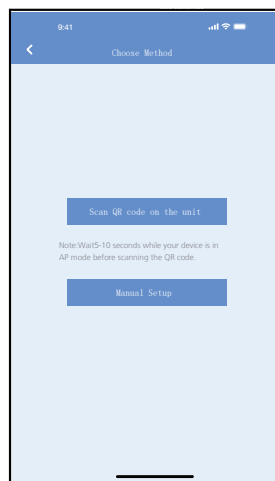 9:41
Choose Method
Scan QR code on the unit
Note:Wait5-10 seconds while your device is in
AP mode before scanning the QR code.
Manual Setup